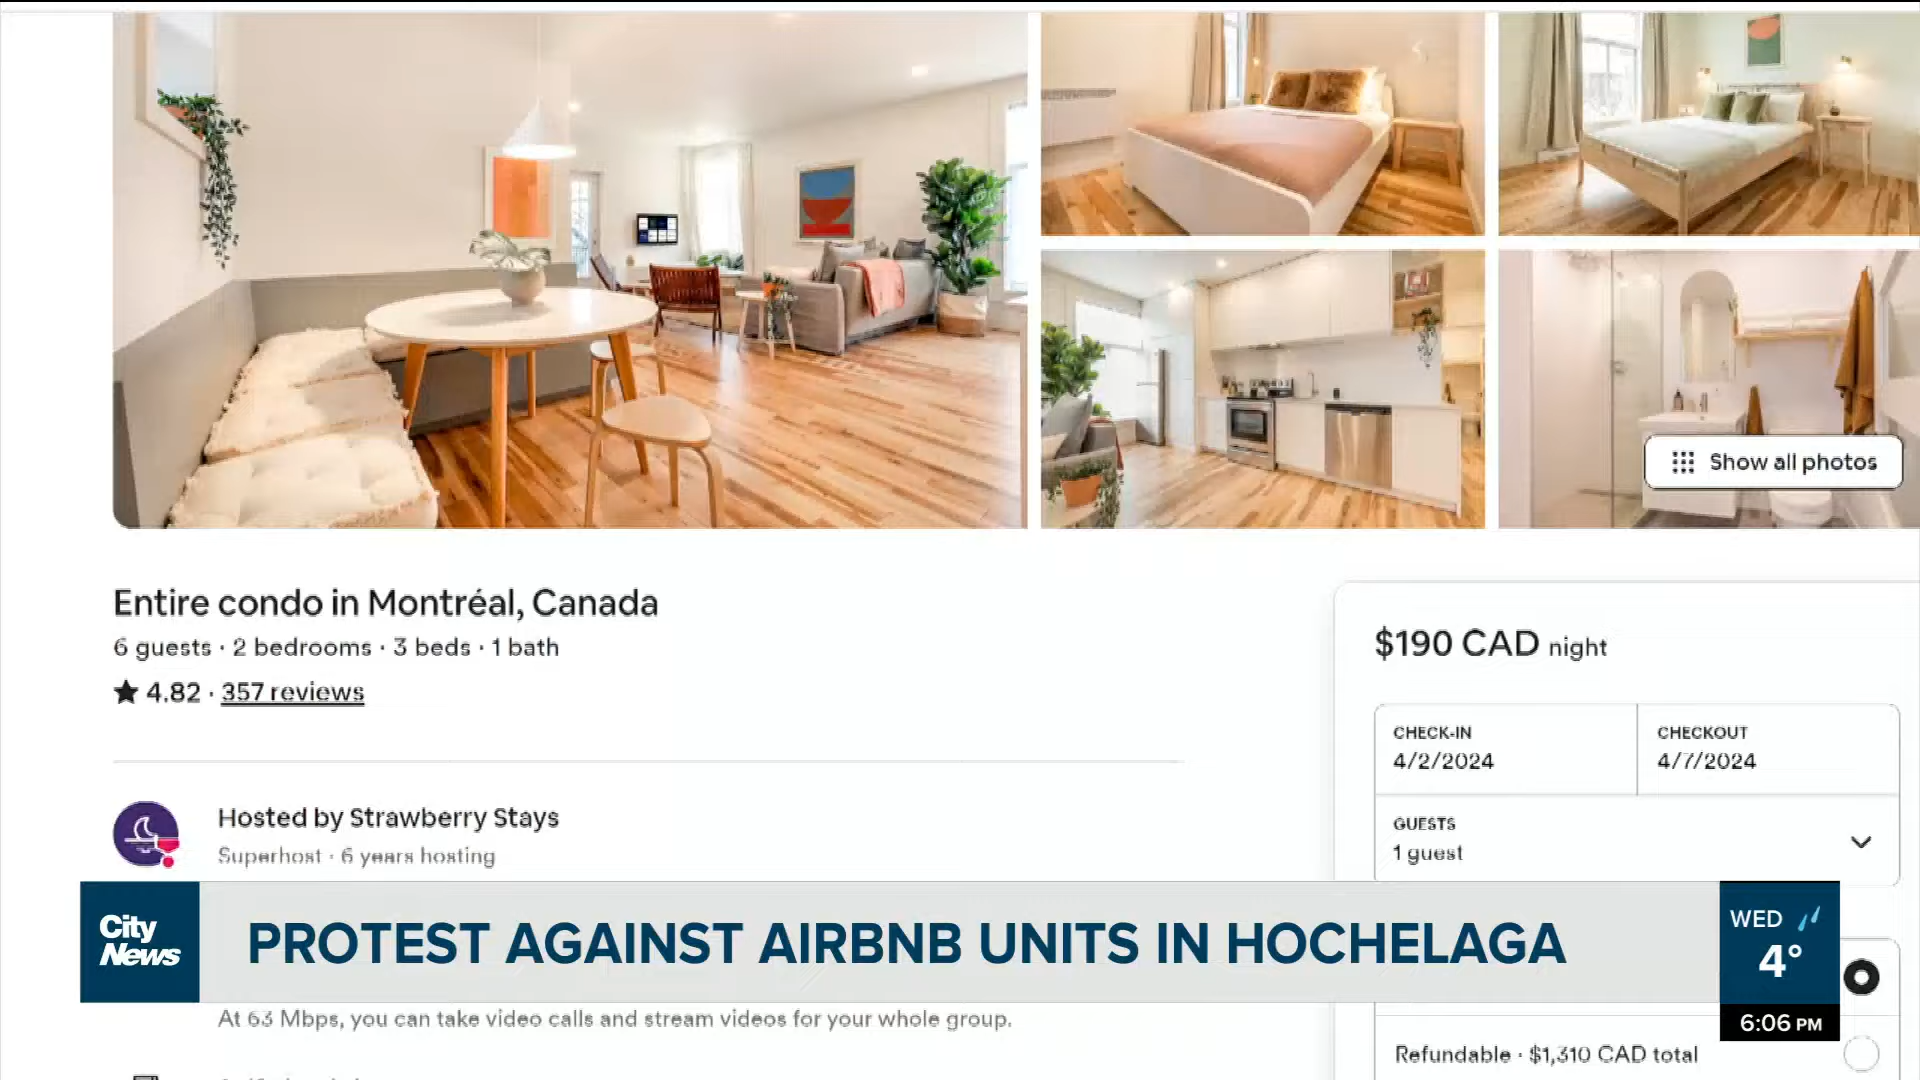 Show all photos
Entire condo in Montréal, Canada
6 guests · 2 bedrooms · 3 beds · 1 bath
4.82 · 357 reviews
$190 CAD night
CHECK-IN
4/2/2024
CHECKOUT
4/7/2024
GUESTS
1 guest
Hosted by Strawberry Stays
Superhost · 6 years hosting
City
News
PROTEST AGAINST AIRBNB UNITS IN HOCHELAGA
WED
4°
6:06 PM
At 63 Mbps, you can take video calls and stream videos for your whole group.
Refundable · $1,310 CAD total